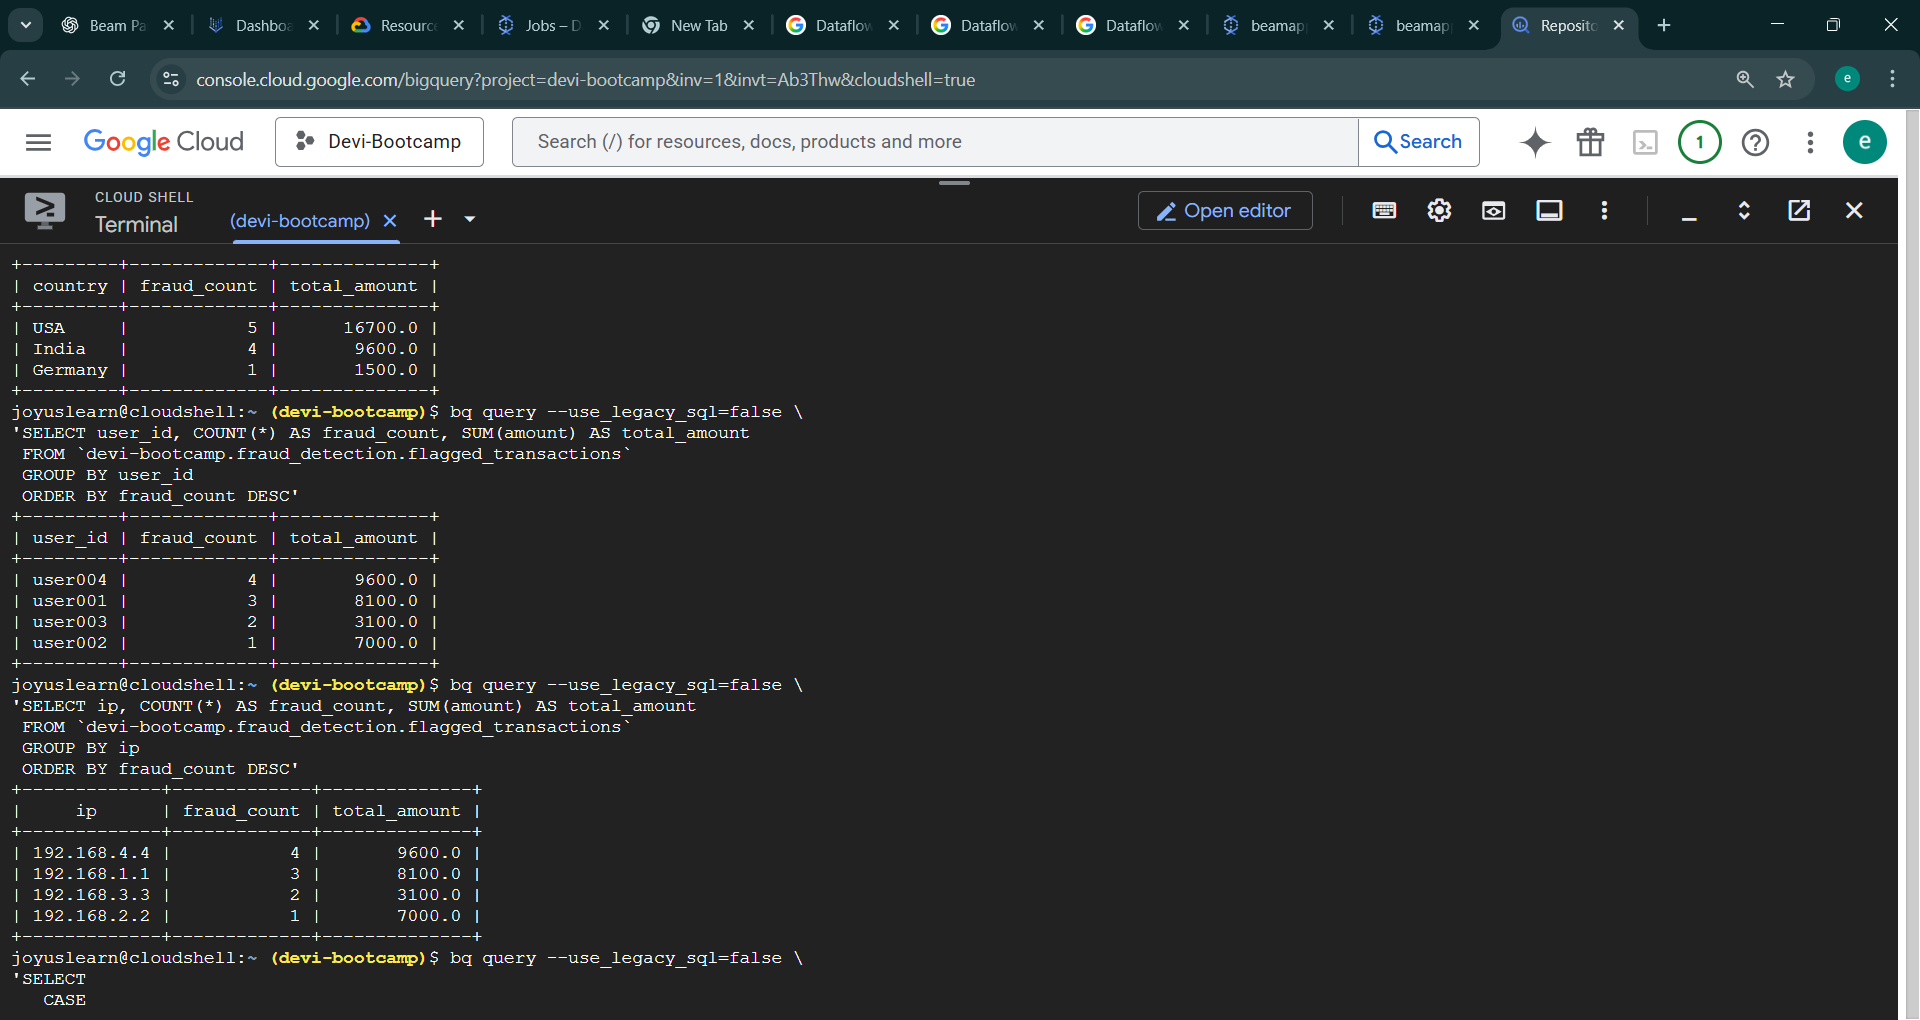 Beam Pa
Dashboa
Resourc
Jobs – D
New Tab
Dataflow
Dataflow
Dataflow
beamap
beamap
Reposito
console.cloud.google.com/bigquery?project=devi-bootcamp&inv=1&invt=Ab3Thw&cloudshell=true
e
Google Cloud
Devi-Bootcamp
Search (/) for resources, docs, products and more
Search
1
e
CLOUD SHELL
Terminal
(devi-bootcamp)
Open editor
+---------+-------------+--------------+
| country | fraud_count | total_amount |
+---------+-------------+--------------+
| USA     |           5 |      16700.0 |
| India   |           4 |       9600.0 |
| Germany |           1 |       1500.0 |
+---------+-------------+--------------+
joyuslearn@cloudshell:~ (devi-bootcamp)$ bq query --use_legacy_sql=false \
'SELECT user_id, COUNT(*) AS fraud_count, SUM(amount) AS total_amount
 FROM `devi-bootcamp.fraud_detection.flagged_transactions`
 GROUP BY user_id
 ORDER BY fraud_count DESC'
+---------+-------------+--------------+
| user_id | fraud_count | total_amount |
+---------+-------------+--------------+
| user004 |           4 |       9600.0 |
| user001 |           3 |       8100.0 |
| user003 |           2 |       3100.0 |
| user002 |           1 |       7000.0 |
+---------+-------------+--------------+
joyuslearn@cloudshell:~ (devi-bootcamp)$ bq query --use_legacy_sql=false \
'SELECT ip, COUNT(*) AS fraud_count, SUM(amount) AS total_amount
 FROM `devi-bootcamp.fraud_detection.flagged_transactions`
 GROUP BY ip
 ORDER BY fraud_count DESC'
+-------------+-------------+--------------+
|     ip      | fraud_count | total_amount |
+-------------+-------------+--------------+
| 192.168.4.4 |           4 |       9600.0 |
| 192.168.1.1 |           3 |       8100.0 |
| 192.168.3.3 |           2 |       3100.0 |
| 192.168.2.2 |           1 |       7000.0 |
+-------------+-------------+--------------+
joyuslearn@cloudshell:~ (devi-bootcamp)$ bq query --use_legacy_sql=false \
'SELECT
   CASE